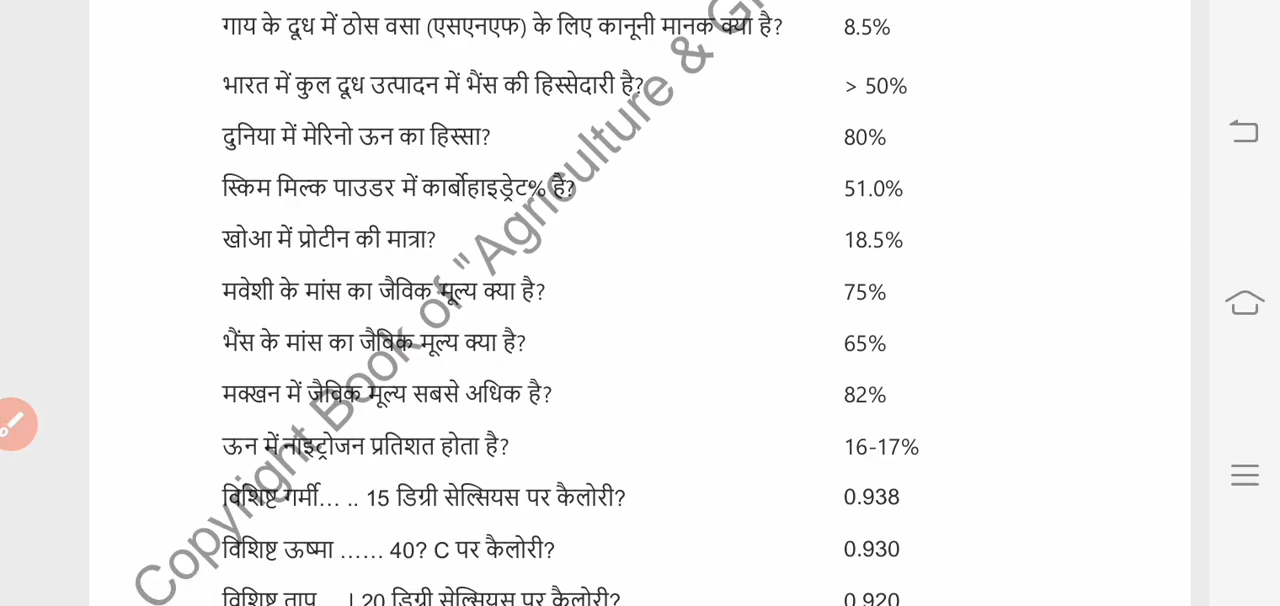 गाय के दूध में ठोस वसा (एसएनएफ) के लिए कानूनी मानक क्या है? 8.5%
भारत में कुल दूध उत्पादन में भैंस की हिस्सेदारी है? > 50%
दुनिया में मेरिनो ऊन का हिस्सा? 80%
स्किम मिल्क पाउडर में कार्बोहाइड्रेट% है? 51.0%
खोआ में प्रोटीन की मात्रा? 18.5%
मवेशी के मांस का जैविक मूल्य क्या है? 75%
भैंस के मांस का जैविक मूल्य क्या है? 65%
मक्खन में जैविक मूल्य सबसे अधिक है? 82%
ऊन में नाइट्रोजन प्रतिशत होता है? 16-17%
विशिष्ट गर्मी... .. 15 डिग्री सेल्सियस पर कैलोरी? 0.938
विशिष्ट ऊष्मा ...... 40? C पर कैलोरी? 0.930
विशिष्ट ताप 20 डिग्री सेल्सियस पर कैलोरी? 0.920
Copyright Book of "Agriculture &